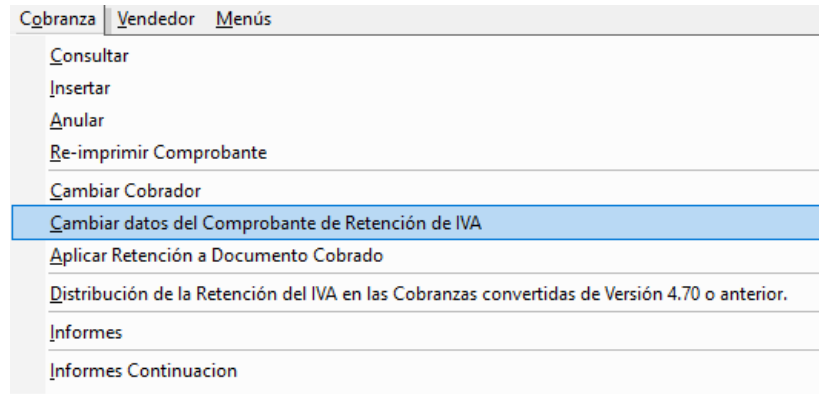 Cobranza Vendedor Menús
Consultar
Insertar
Anular
Re-imprimir Comprobante
Cambiar Cobrador
Cambiar datos del Comprobante de Retención de IVA
Aplicar Retención a Documento Cobrado
Distribución de la Retención del IVA en las Cobranzas convertidas de Versión 4.70 o anterior.
Informes
Informes Continuacion